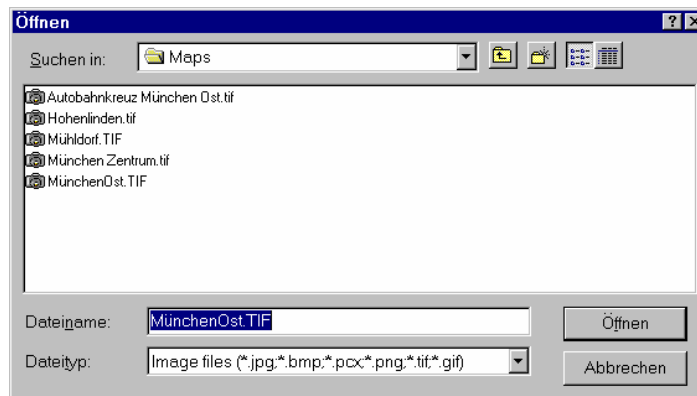 Öffnen
Suchen in: Maps
Autobahnkreuz München Ost.tif
Hohenlinden.tif
Mühldorf.TIF
München Zentrum.tif
MünchenOst.TIF
Dateiname: MünchenOst.TIF Öffnen
Dateityp: Image files (*.jpg;*.bmp;*.pcx;*.png;*.tif;*.gif) Abbrechen